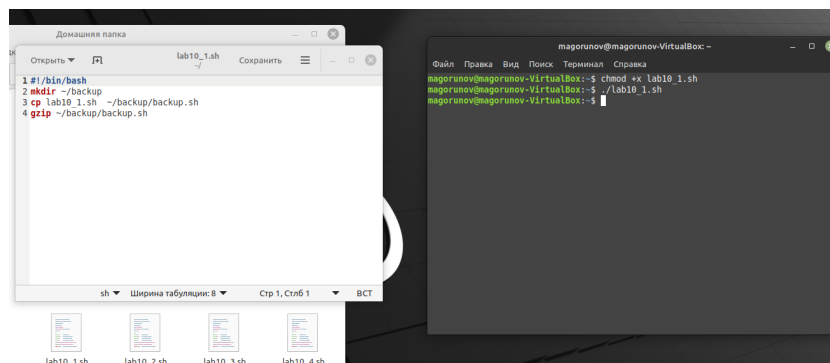 Домашняя папка
Открыть
lab10_1.sh
~/
Сохранить
1 #!/bin/bash
2 mkdir ~/backup
3 cp lab10_1.sh  ~/backup/backup.sh
4 gzip ~/backup/backup.sh
sh
Ширина табуляции: 8
Стр 1, Стлб 1
ВСТ
lab10_1.sh
lab10_2.sh
lab10_3.sh
lab10_4.sh
magorunov@magorunov-VirtualBox: ~
Файл Правка Вид Поиск Терминал Справка
magorunov@magorunov-VirtualBox:~$ chmod +x lab10_1.sh
magorunov@magorunov-VirtualBox:~$ ./lab10_1.sh
magorunov@magorunov-VirtualBox:~$